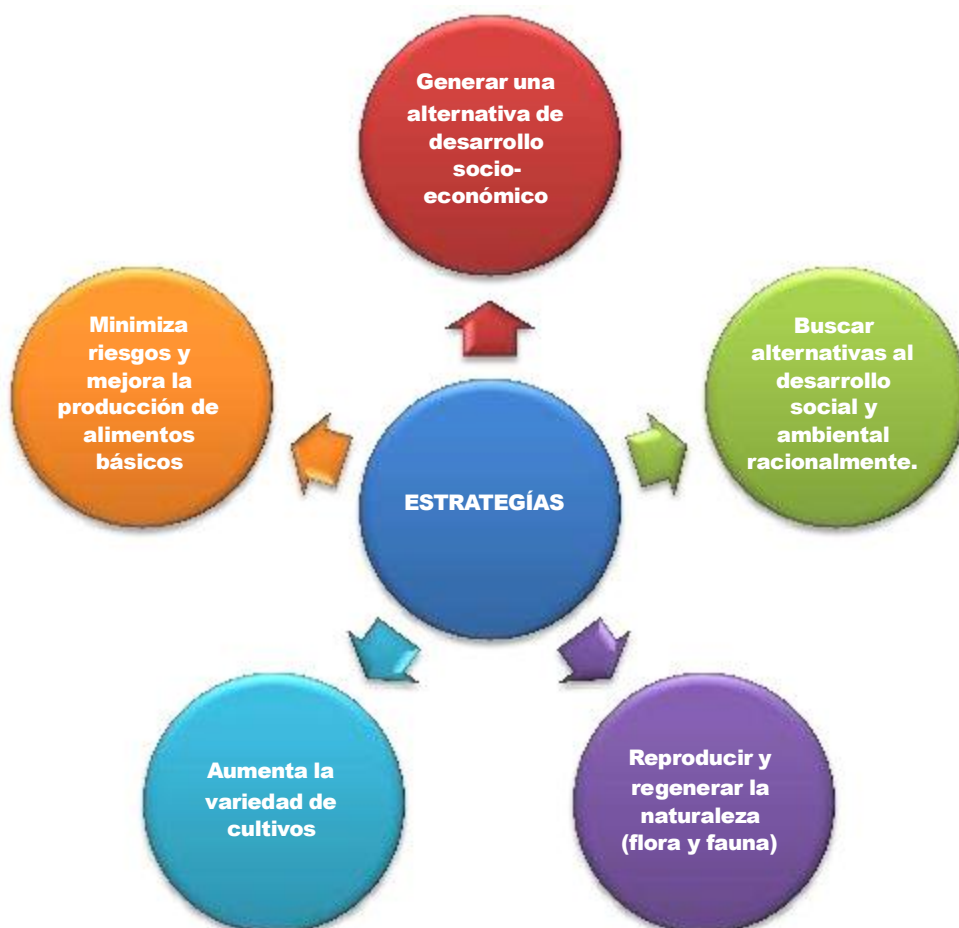 Generar una
alternativa de
desarrollo
socio-
económico
Minimiza
riesgos y
mejora la
producción de
alimentos
básicos
Buscar
alternativas al
desarrollo
social y
ambiental
racionalmente.
ESTRATEGÍAS
Aumenta la
variedad de
cultivos
Reproducir y
regenerar la
naturaleza
(flora y fauna)